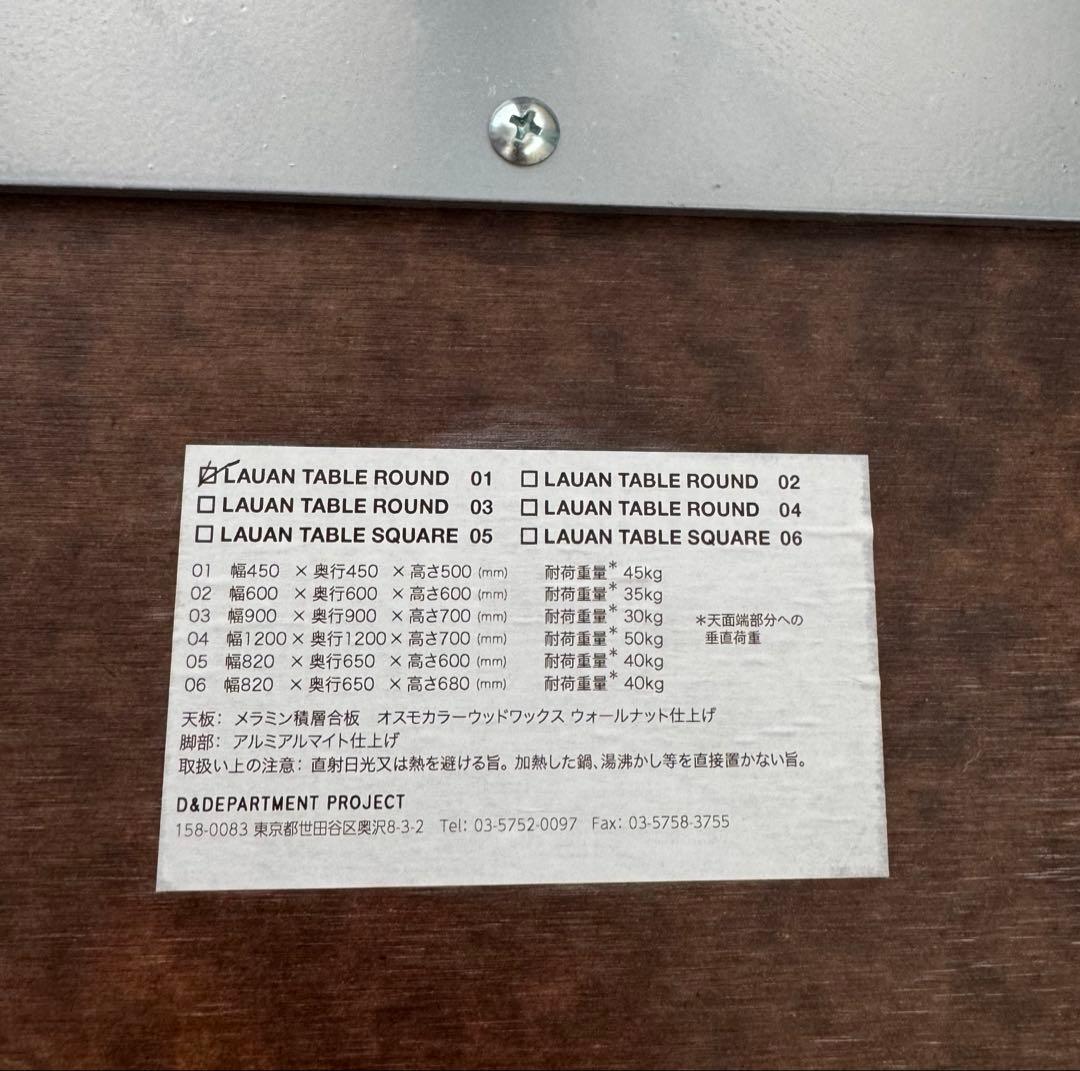 ☑ LAUAN TABLE ROUND 01 ☐ LAUAN TABLE ROUND 02
☐ LAUAN TABLE ROUND 03 ☐ LAUAN TABLE ROUND 04
☐ LAUAN TABLE SQUARE 05 ☐ LAUAN TABLE SQUARE 06
01 幅450 × 奥行450 × 高さ500 (mm) 耐荷重量* 45kg
02 幅600 × 奥行600 × 高さ600 (mm) 耐荷重量* 35kg
03 幅900 × 奥行900 × 高さ700 (mm) 耐荷重量* 30kg
04 幅1200 × 奥行1200 × 高さ700 (mm) 耐荷重量* 50kg
05 幅820 × 奥行650 × 高さ600 (mm) 耐荷重量* 40kg
06 幅820 × 奥行650 × 高さ680 (mm) 耐荷重量* 40kg
*天面端部分への
垂直荷重
天板: メラミン積層合板 オスモカラーウッドワックス ウォールナット仕上げ
脚部: アルミアルマイト仕上げ
取扱い上の注意: 直射日光又は熱を避ける旨。加熱した鍋、湯沸かし等を直接置かない旨。
D&DEPARTMENT PROJECT
158-0083 東京都世田谷区奥沢8-3-2 Tel: 03-5752-0097 Fax: 03-5758-3755